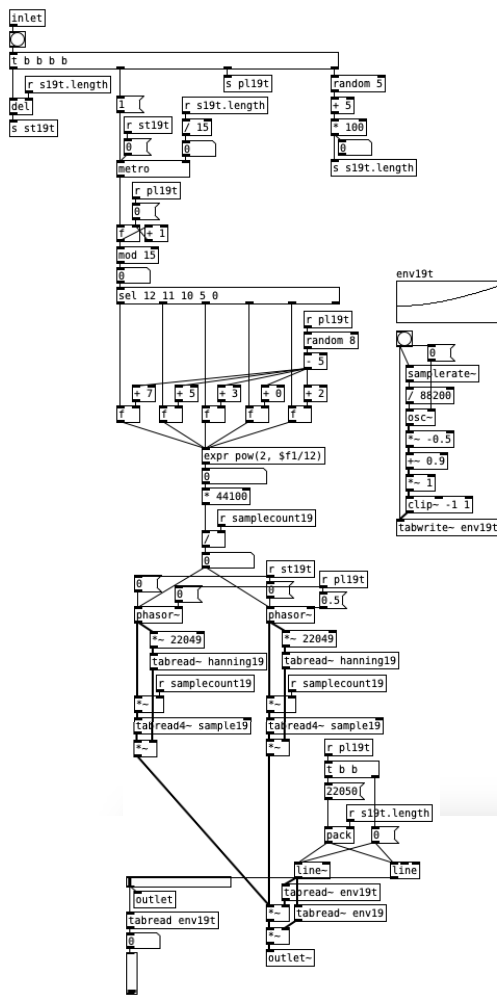 inlet
t b b b b
r s19t.length
s pl19t
random 5
del
1
r s19t.length
+ 5
s st19t
r st19t
/ 15
* 100
0
0
0
metro
s s19t.length
r pl19t
0
f
+ 1
mod 15
0
env19t
sel 12 11 10 5 0
r pl19t
random 8
0
- 5
samplerate~
/ 88200
+ 7
+ 5
+ 3
+ 0
+ 2
osc~
f
f
f
f
f
*~ -0.5
expr pow(2, $f1/12)
+~ 0.9
0
*~ 1
* 44100
clip~ -1 1
r samplecount19
tabwrite~ env19t
/
0
r st19t
0
0
0
r pl19t
0.5
phasor~
phasor~
*~ 22049
*~ 22049
tabread~ hanning19
tabread~ hanning19
r samplecount19
r samplecount19
*~
*~
tabread4~ sample19
tabread4~ sample19
*~
*~
r pl19t
t b b
22050
r s19t.length
pack
0
line~
line
outlet
tabread~ env19t
tabread env19t
*~
tabread~ env19
0
*~
outlet~